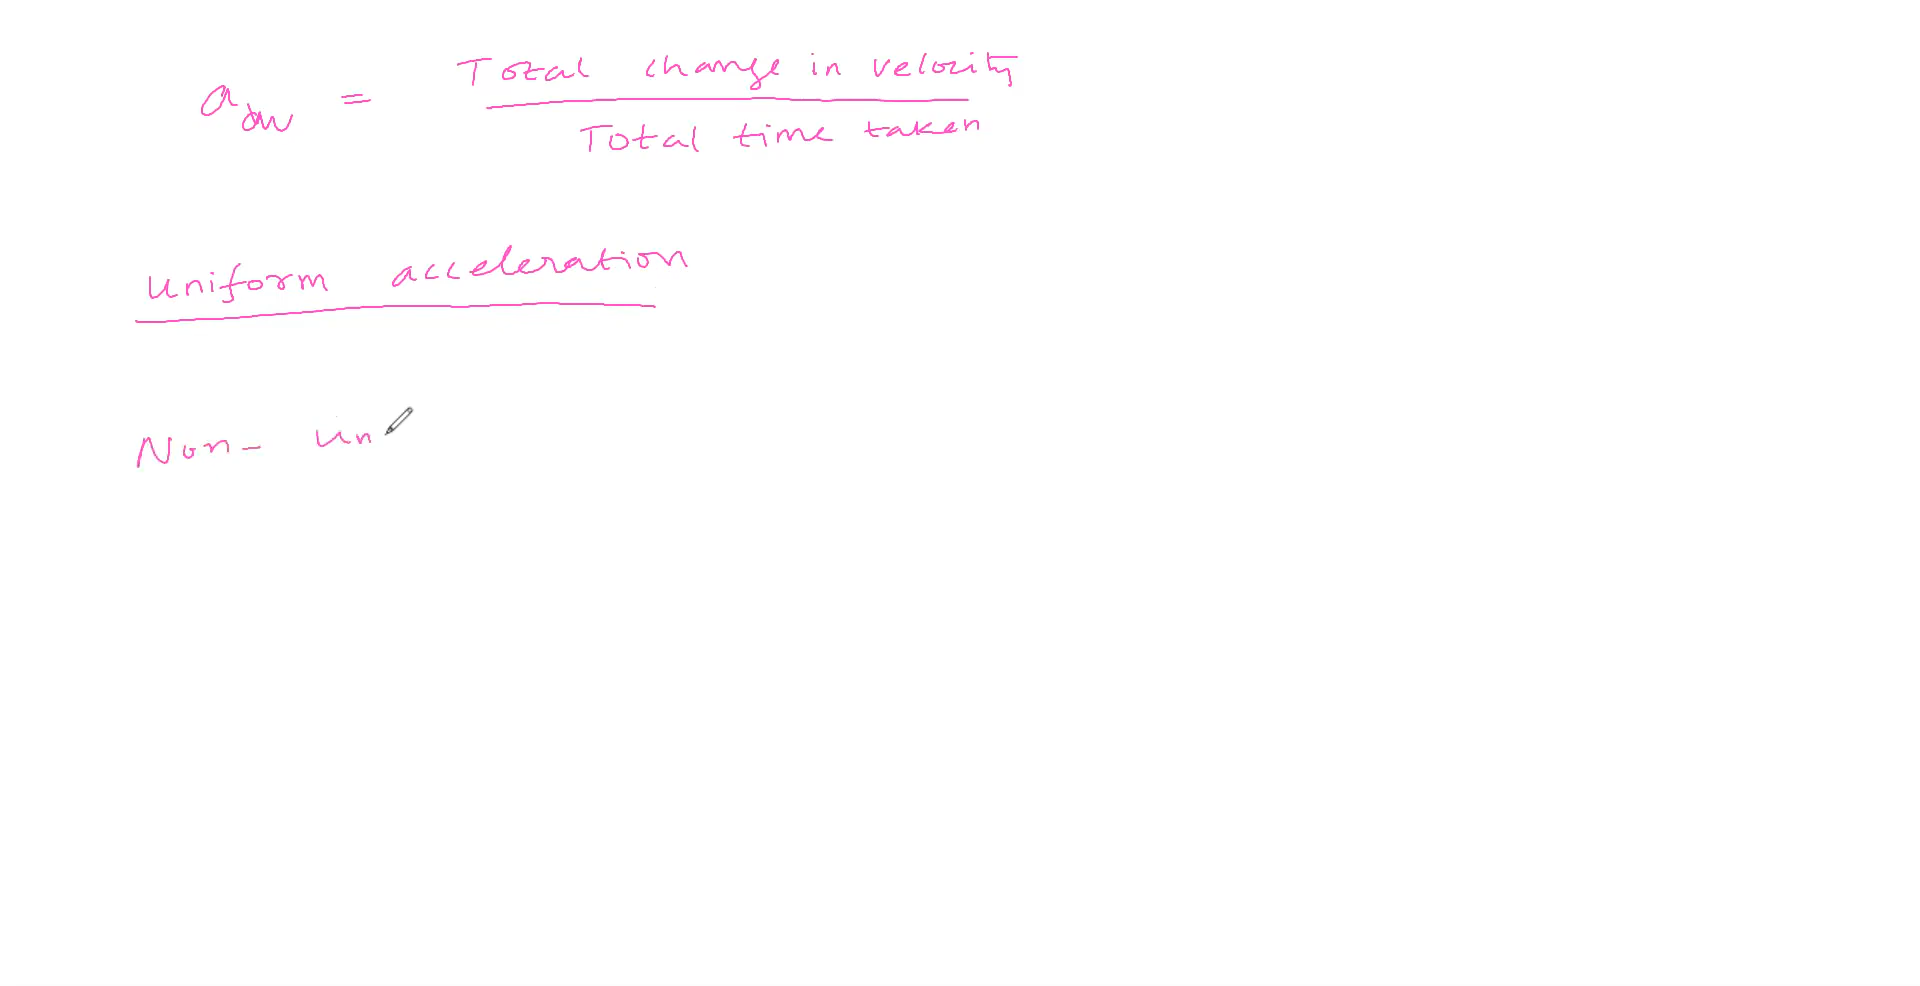 a_av = Total change in velocity
Total time taken
Uniform acceleration
Non - Un